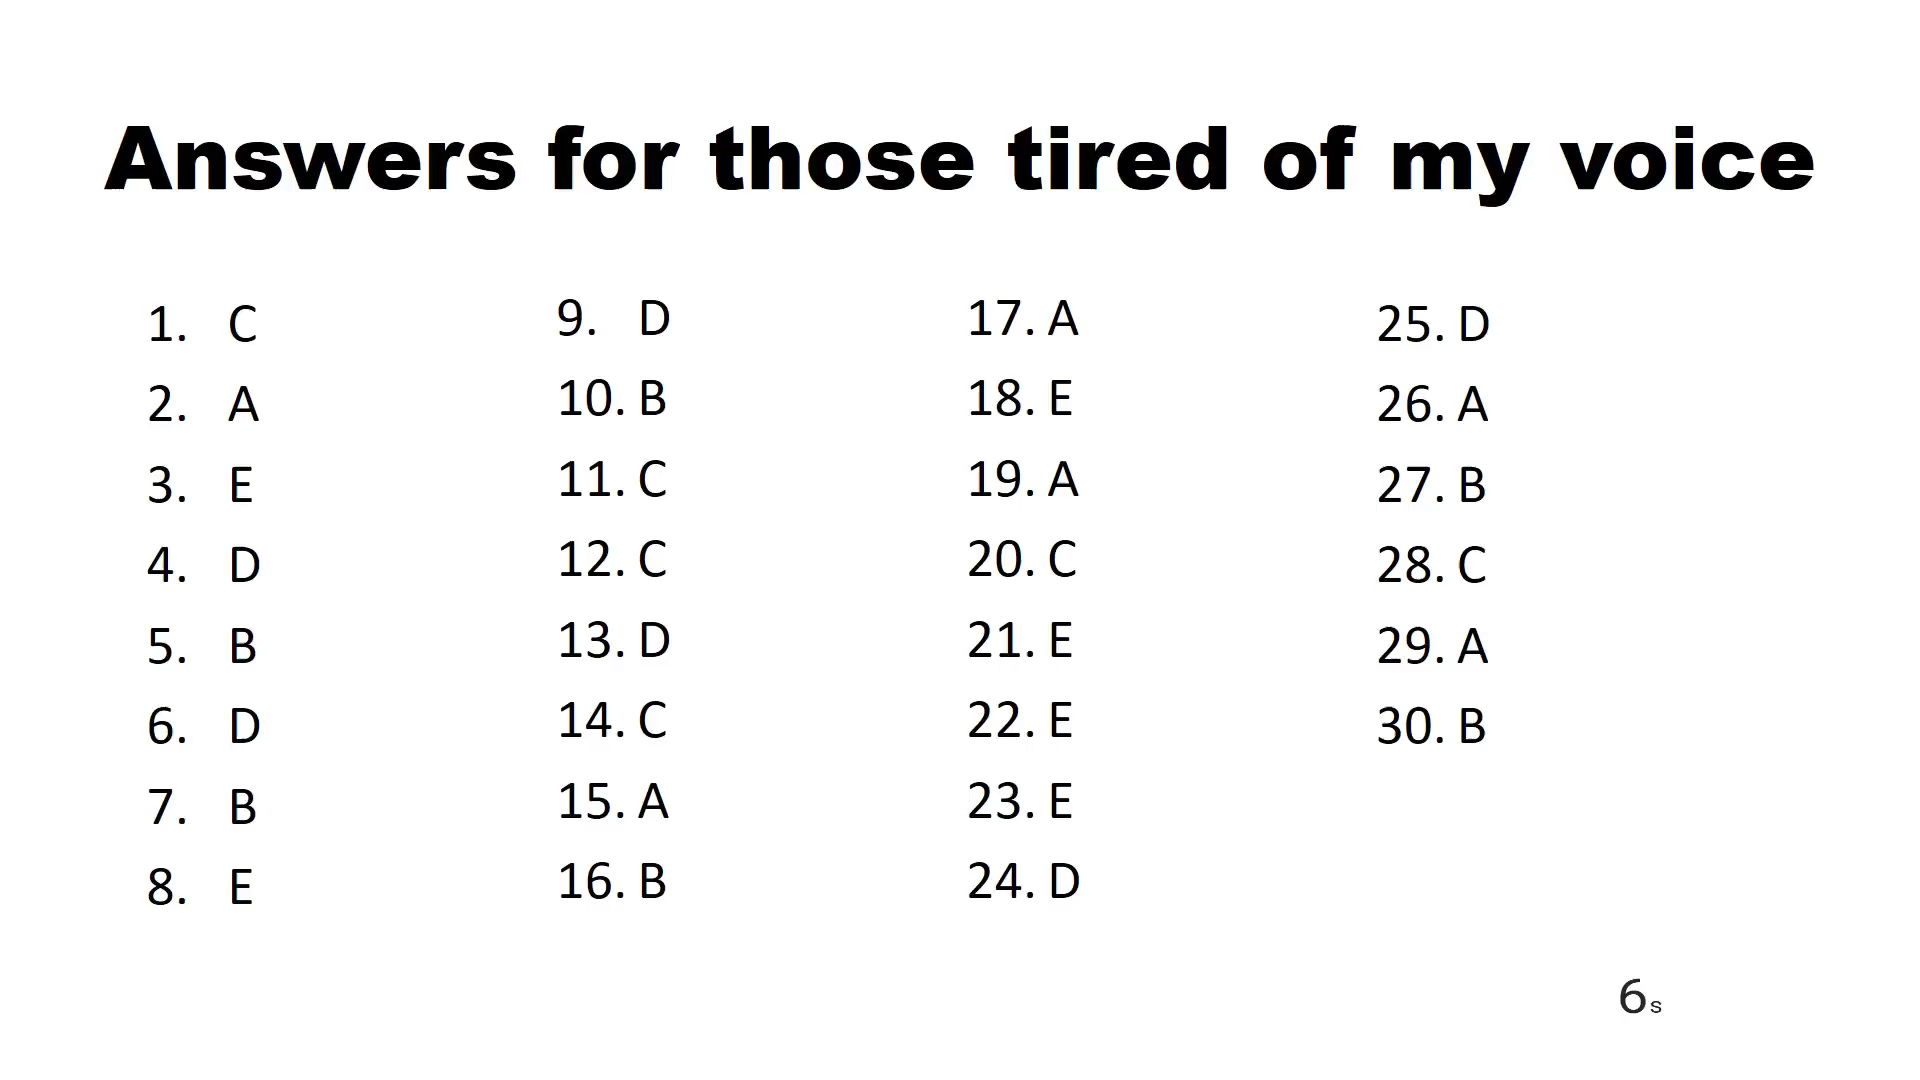 Answers for those tired of my voice
1. C
2. A
3. E
4. D
5. B
6. D
7. B
8. E
9. D
10. B
11. C
12. C
13. D
14. C
15. A
16. B
17. A
18. E
19. A
20. C
21. E
22. E
23. E
24. D
25. D
26. A
27. B
28. C
29. A
30. B
6s